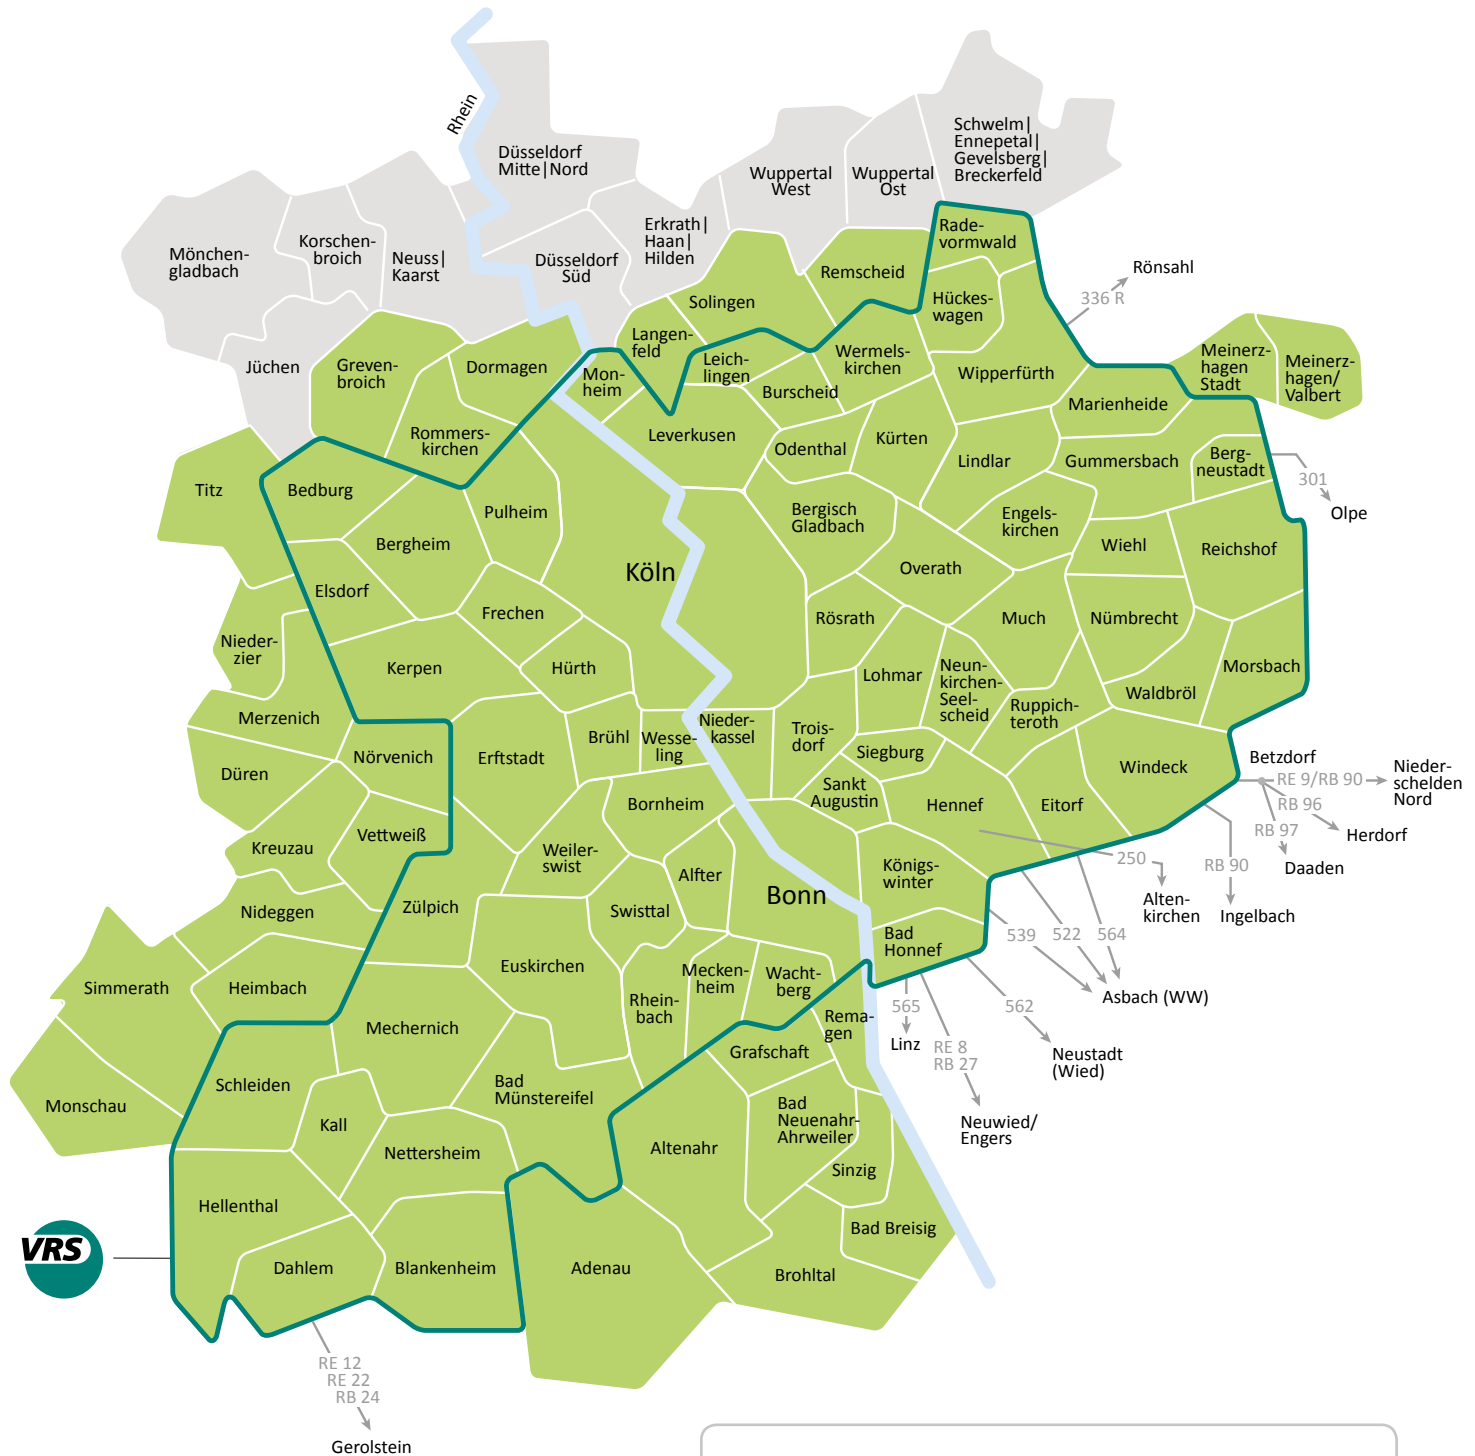 Rhein
Düsseldorf
Mitte|Nord
Schwelm|
Ennepetal|
Gevelsberg|
Breckerfeld
Wuppertal
West
Wuppertal
Ost
Mönchen-
gladbach
Korschen-
broich
Neuss|
Kaarst
Düsseldorf
Süd
Erkrath|
Haan|
Hilden
Rade-
vormwald
Remscheid
Solingen
Hückes-
wagen
Rönsahl
336 R
Jüchen
Greven-
broich
Dormagen
Mon-
heim
Langen-
feld
Leich-
lingen
Burscheid
Wermels-
kirchen
Wipperfürth
Meinerz-
hagen
Stadt
Meinerz-
hagen/
Valbert
Marienheide
Rommers-
kirchen
Leverkusen
Odenthal
Kürten
Lindlar
Gummersbach
Berg-
neustadt
301
Olpe
Titz
Bedburg
Pulheim
Bergheim
Bergisch
Gladbach
Engels-
kirchen
Wiehl
Reichshof
Köln
Overath
Elsdorf
Frechen
Rösrath
Much
Nümbrecht
Nieder-
zier
Kerpen
Hürth
Lohmar
Neun-
kirchen-
Seel-
scheid
Ruppich-
teroth
Waldbröl
Morsbach
Merzenich
Nörvenich
Erftstadt
Brühl
Wesse-
ling
Nieder-
kassel
Trois-
dorf
Siegburg
Windeck
Düren
Sankt
Augustin
Hennef
Eitorf
Betzdorf
RE 9/RB 90
Nieder-
schelden
Nord
RB 96
Herdorf
RB 97
Daaden
RB 90
Ingelbach
250
Alten-
kirchen
Bornheim
Kreuzau
Vettweiß
Weiler-
swist
Alfter
Königs-
winter
Bonn
Nideggen
Zülpich
Swisttal
Bad
Honnef
539
522
564
Asbach (WW)
Simmerath
Heimbach
Euskirchen
Rhein-
bach
Mecken-
heim
Wacht-
berg
Rema-
gen
565
Linz
562
Neustadt
(Wied)
RE 8
RB 27
Neuwied/
Engers
Mechernich
Grafschaft
Schleiden
Monschau
Kall
Bad
Münstereifel
Bad
Neuenahr-
Ahrweiler
Altenahr
Nettersheim
Sinzig
Hellenthal
Bad Breisig
VRS
Dahlem
Blankenheim
Adenau
Brohltal
RE 12
RE 22
RB 24
Gerolstein